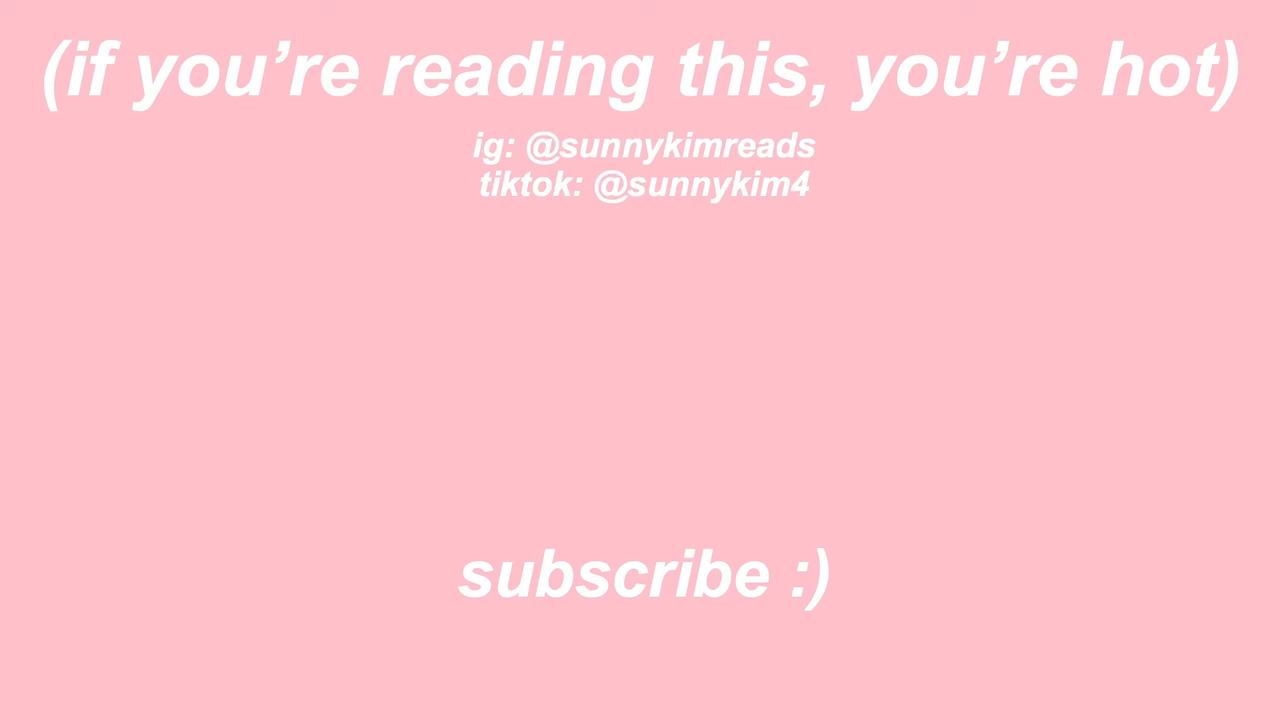 (if you’re reading this, you’re hot)
ig: @sunnykimreads
tiktok: @sunnykim4
subscribe :)